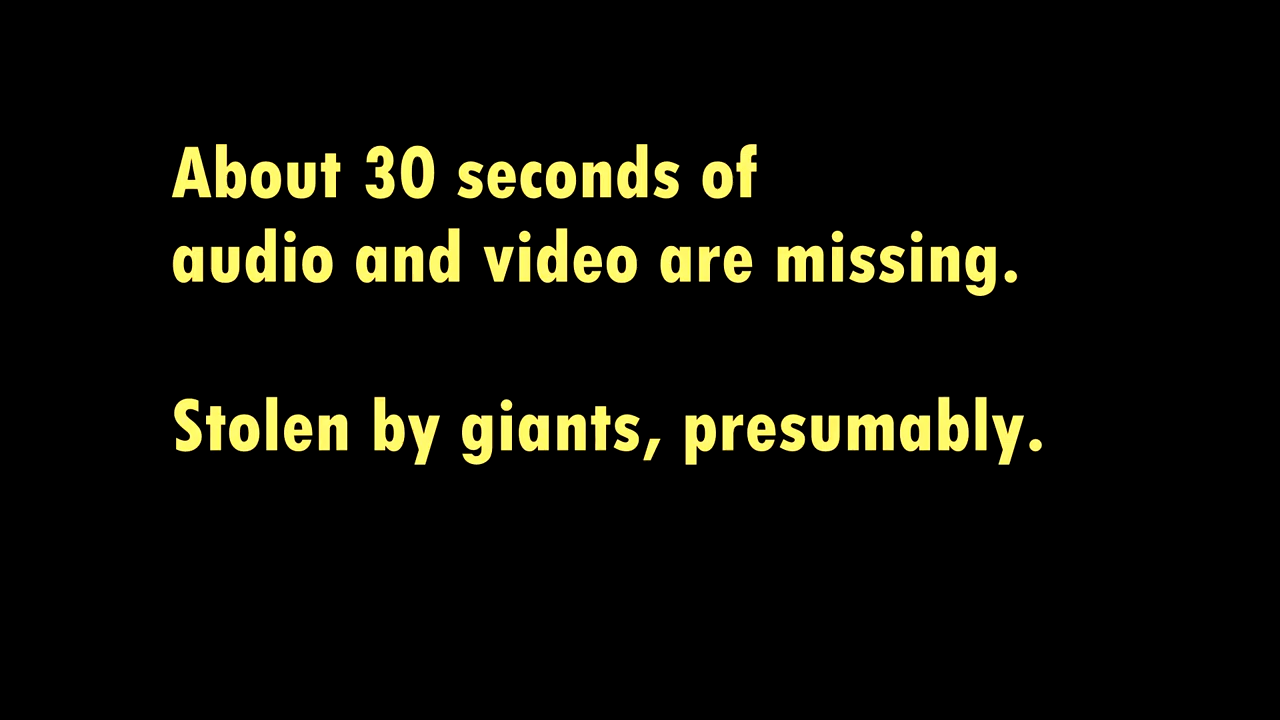 About 30 seconds of
audio and video are missing.
Stolen by giants, presumably.